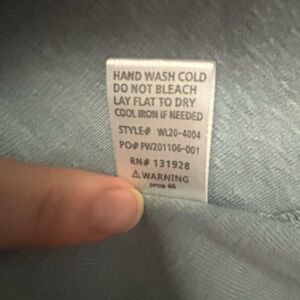 HAND WASH COLD
DO NOT BLEACH
LAY FLAT TO DRY
COOL IRON IF NEEDED
STYLE# WL20-4004
PO# PW201106-001
RN# 131928
⚠WARNING
prop 65